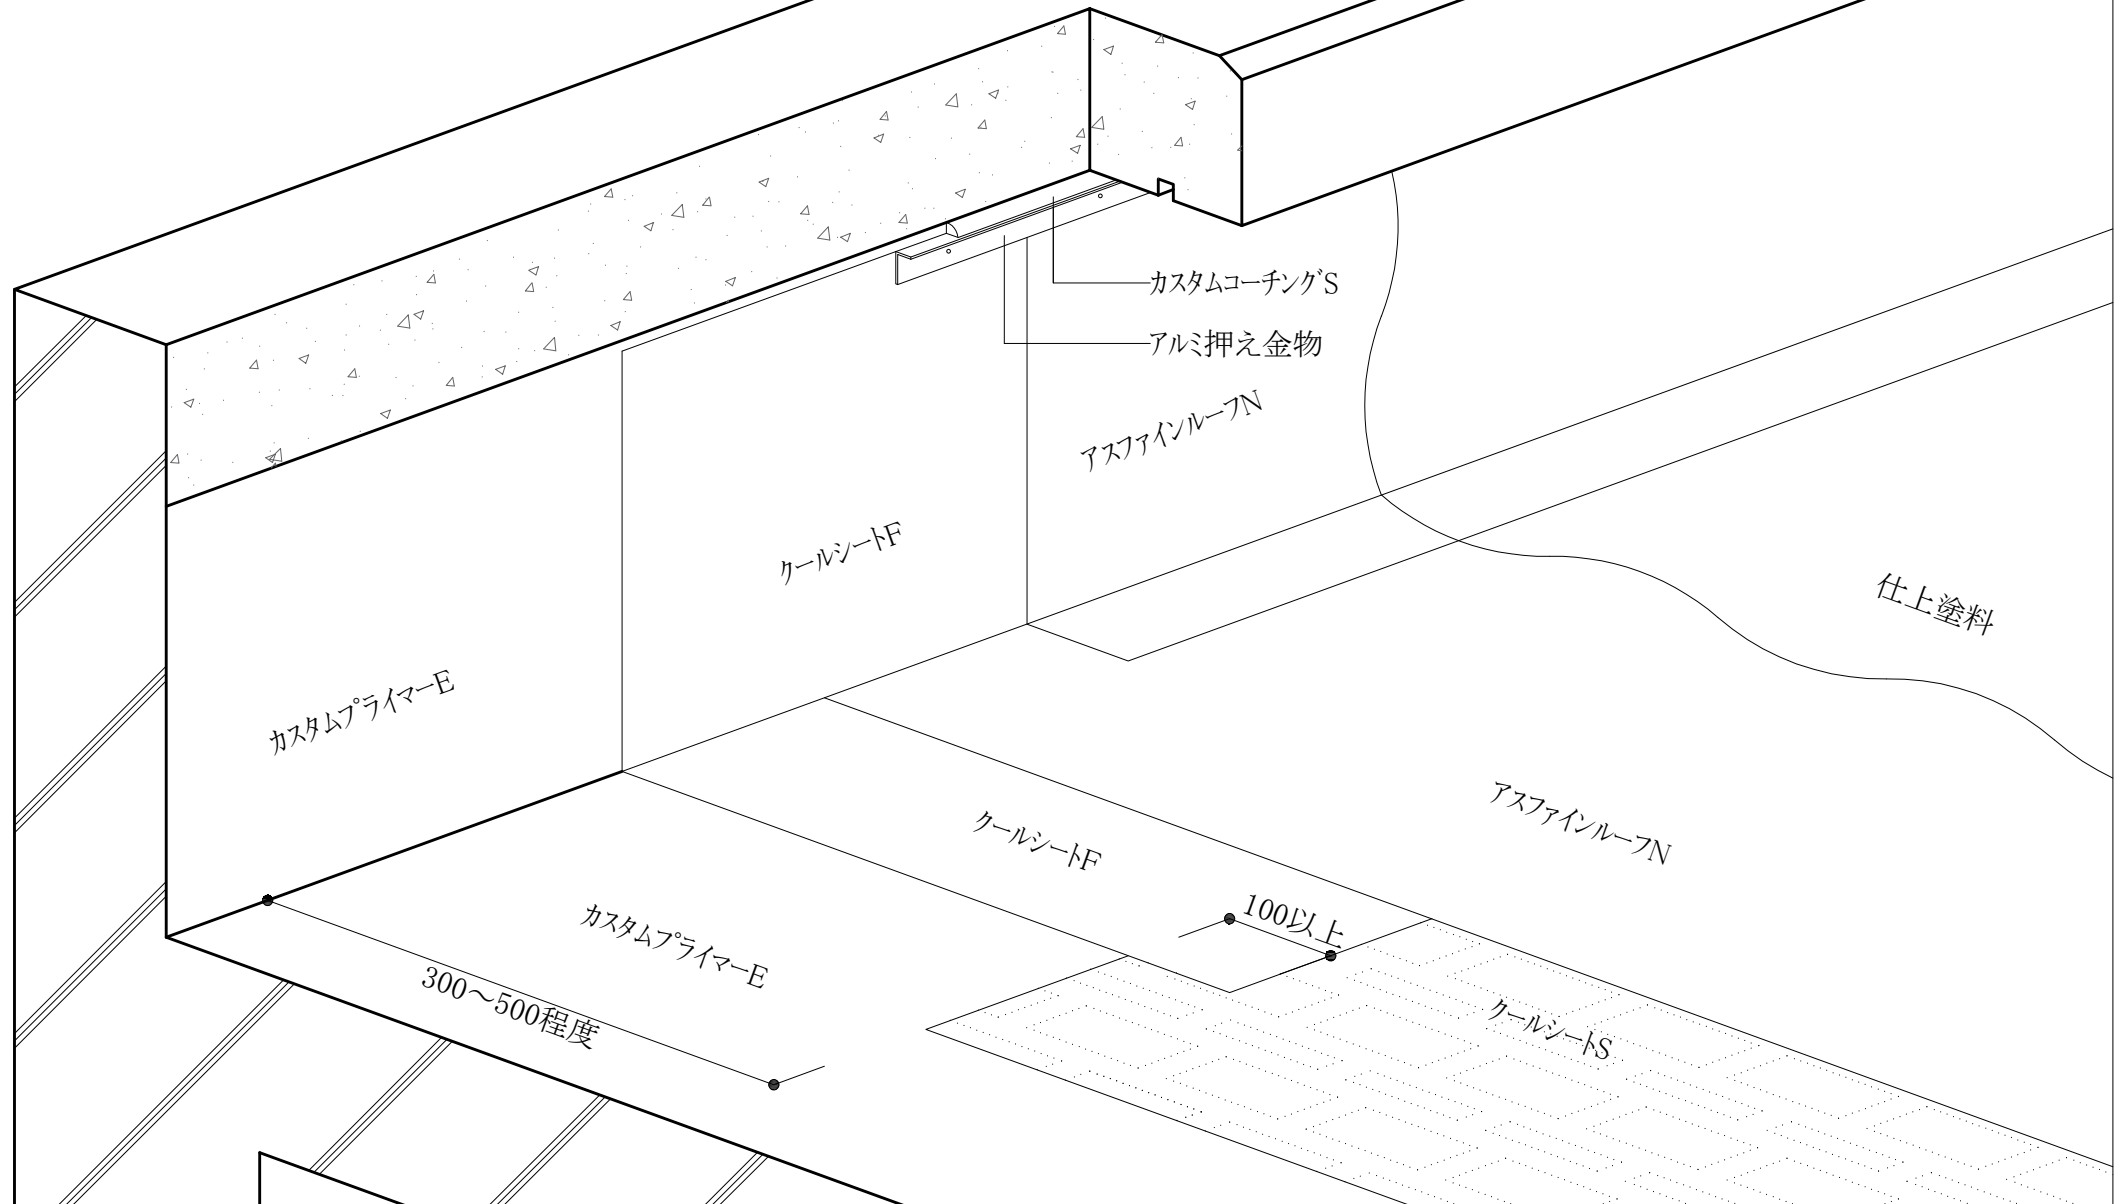 カスタムコーチングS
アルミ押え金物
アスファインルーフN
クールシートF
カスタムプライマーE
仕上塗料
アスファインルーフN
クールシートF
100以上
カスタムプライマーE
300～500程度
クールシートS